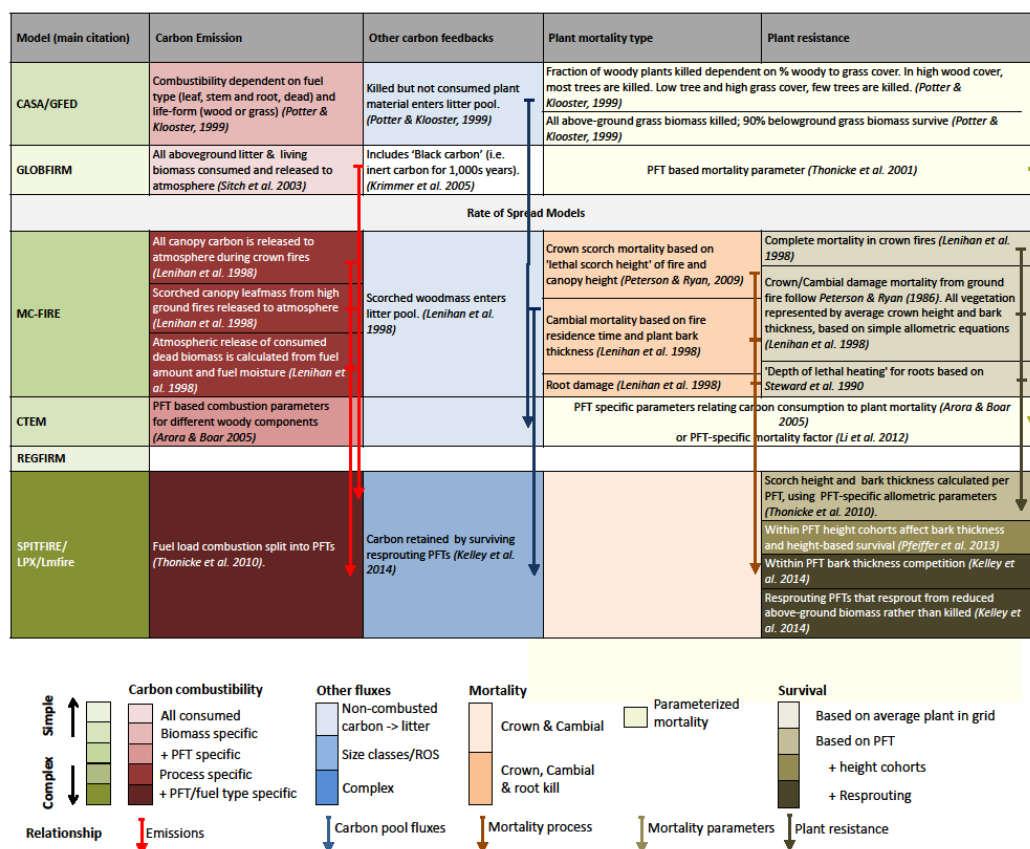 Model (main citation)
Carbon Emission
Other carbon feedbacks
Plant mortality type
Plant resistance
CASA/GFED
Combustibility dependent on fuel
type (leaf, stem and root, dead) and
life-form (wood or grass) (Potter &
Klooster, 1999)
Killed but not consumed plant
material enters litter pool.
(Potter & Klooster, 1999)
Fraction of woody plants killed dependent on % woody to grass cover. In high wood cover,
most trees are killed. Low tree and high grass cover, few trees are killed. (Potter &
Klooster, 1999)
All above-ground grass biomass killed; 90% belowground grass biomass survive (Potter &
Klooster, 1999)
GLOBFIRM
All aboveground litter & living
biomass consumed and released to
atmosphere (Sitch et al. 2003)
Includes 'Black carbon' (i.e.
inert carbon for 1,000s years).
(Krimmer et al. 2005)
PFT based mortality parameter (Thonicke et al. 2001)
Rate of Spread Models
MC-FIRE
All canopy carbon is released to
atmosphere during crown fires
(Lenihan et al. 1998)
Scorched canopy leafmass from high
ground fires released to atmosphere
(Lenihan et al. 1998)
Atmospheric release of consumed
dead biomass is calculated from fuel
amount and fuel moisture (Lenihan et
al. 1998)
Scorched woodmass enters
litter pool. (Lenihan et al.
1998)
Crown scorch mortality based on
'lethal scorch height' of fire and
canopy height (Peterson & Ryan, 2009)
Cambial mortality based on fire
residence time and plant bark
thickness (Lenihan et al. 1998)
Root damage (Lenihan et al. 1998)
Complete mortality in crown fires (Lenihan et al.
1998)
Crown/Cambial damage mortality from ground
fire follow Peterson & Ryan (1986). All vegetation
represented by average crown height and bark
thickness, based on simple allometric equations
(Lenihan et al. 1998)
'Depth of lethal heating' for roots based on
Steward et al. 1990
CTEM
PFT based combustion parameters
for different woody components
(Arora & Boar 2005)
PFT specific parameters relating carbon consumption to plant mortality (Arora & Boar
2005)
or PFT-specific mortality factor (Li et al. 2012)
REGFIRM
SPITFIRE/
LPX/Lmfire
Fuel load combustion split into PFTs
(Thonicke et al. 2010).
Carbon retained by surviving
resprouting PFTs (Kelley et al.
2014)
Scorch height and bark thickness calculated per
PFT, using PFT-specific allometric parameters
(Thonicke et al. 2010).
Within PFT height cohorts affect bark thickness
and height-based survival (Pfeiffer et al. 2013)
Wtithin PFT bark thickness competition (Kelley
et al. 2014)
Resprouting PFTs that resprout from reduced
above-ground biomass rather than killed (Kelley
et al. 2014)
Simple
Complex
Carbon combustibility
All consumed
Biomass specific
+ PFT specific
Process specific
+ PFT/fuel type specific
Other fluxes
Non-combusted
carbon -> litter
Size classes/ROS
Complex
Mortality
Crown & Cambial
Crown, Cambial
& root kill
Parameterized
mortality
Survival
Based on average plant in grid
Based on PFT
+ height cohorts
+ Resprouting
Relationship
Emissions
Carbon pool fluxes
Mortality process
Mortality parameters
Plant resistance